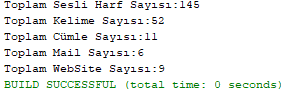 Toplam Sesli Harf Sayısı:145
Toplam Kelime Sayısı:52
Toplam Cümle Sayısı:11
Toplam Mail Sayısı:6
Toplam WebSite Sayısı:9
BUILD SUCCESSFUL (total time: 0 seconds)